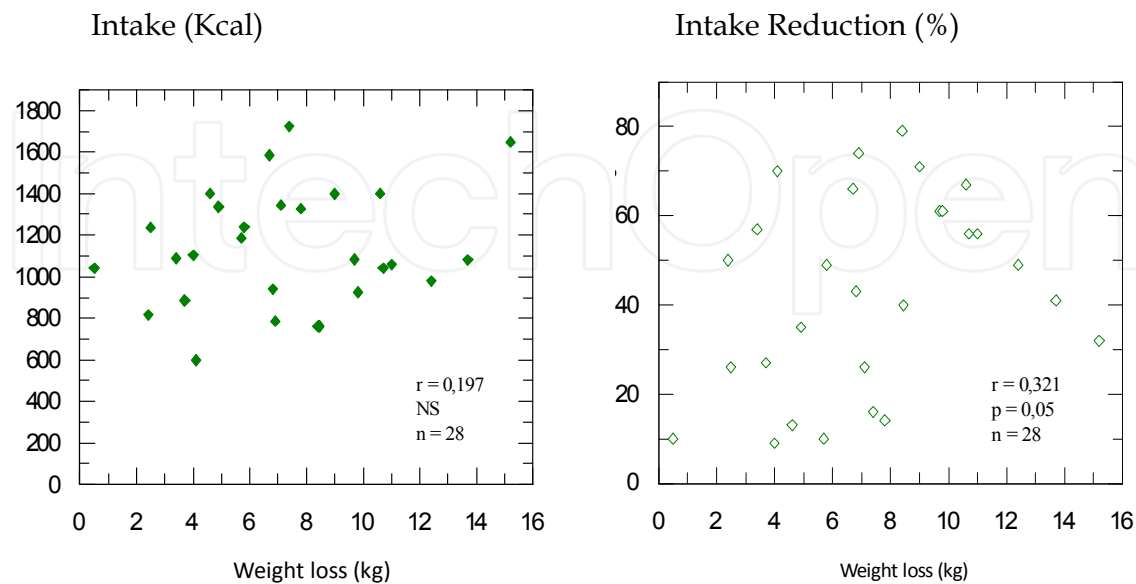 Intake (Kcal)
Intake Reduction (%)
IntechOpen
1800
1600
1400
1200
1000
800
600
400
200
0
r = 0,197
NS
n = 28
0 2 4 6 8 10 12 14 16
Weight loss (kg)
80
60
40
20
0
r = 0,321
p = 0,05
n = 28
0 2 4 6 8 10 12 14 16
Weight loss (kg)